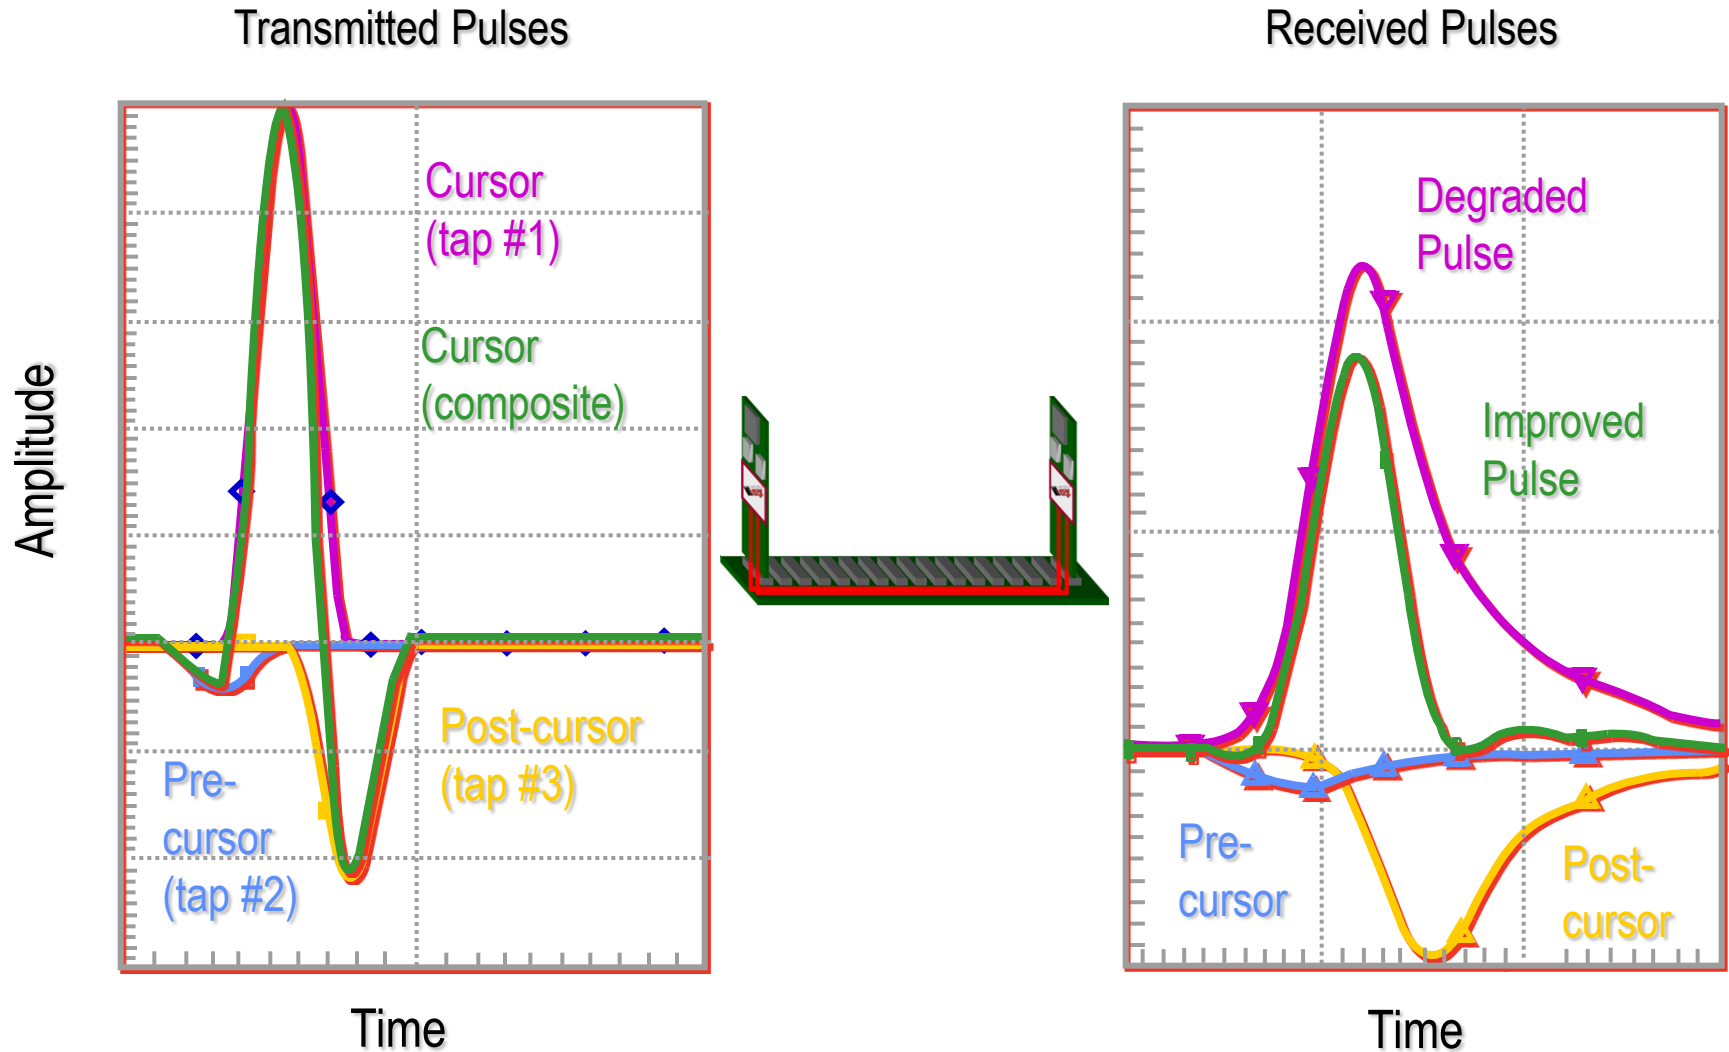 Transmitted Pulses
Received Pulses
Amplitude
Cursor
(tap #1)
Cursor
(composite)
Post-cursor
(tap #3)
Pre-
cursor
(tap #2)
Time
Degraded
Pulse
Improved
Pulse
Pre-
cursor
Post-
cursor
Time